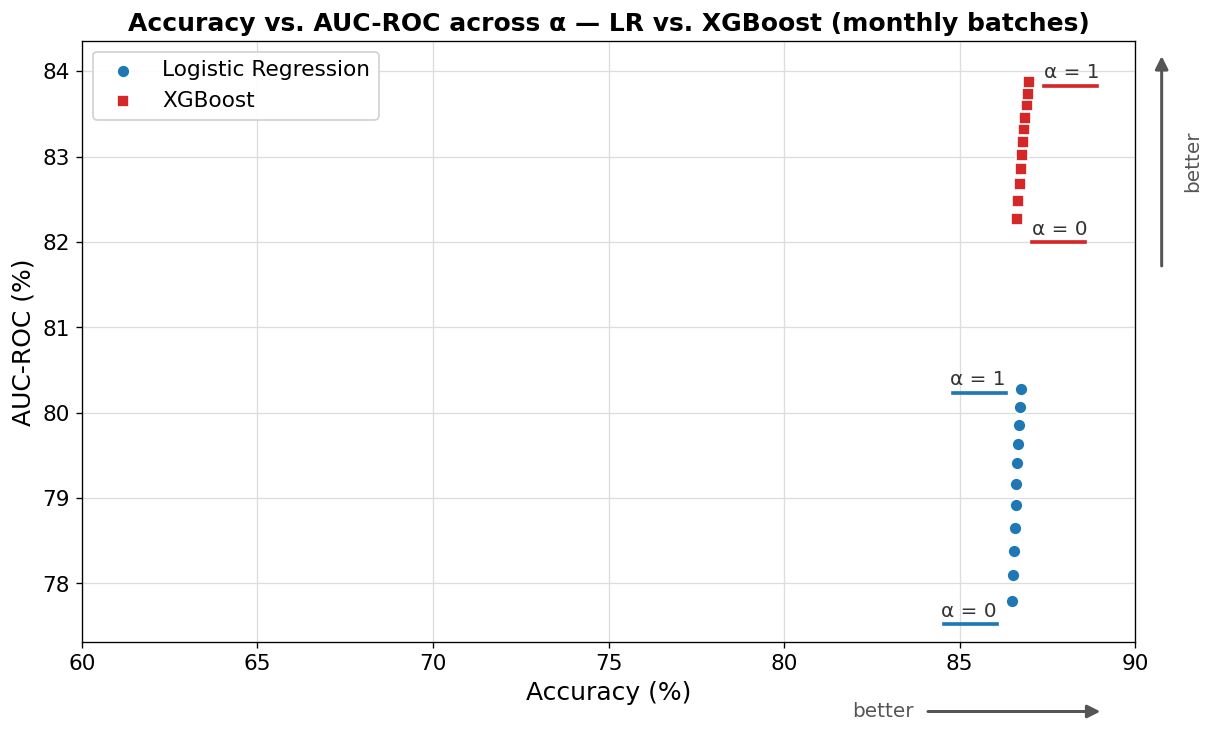 Accuracy vs. AUC-ROC across α — LR vs. XGBoost (monthly batches)
Logistic Regression
XGBoost
α = 1
α = 0
α = 1
α = 0
better
AUC-ROC (%)
84
83
82
81
80
79
78
60
65
70
75
80
85
90
Accuracy (%)
better